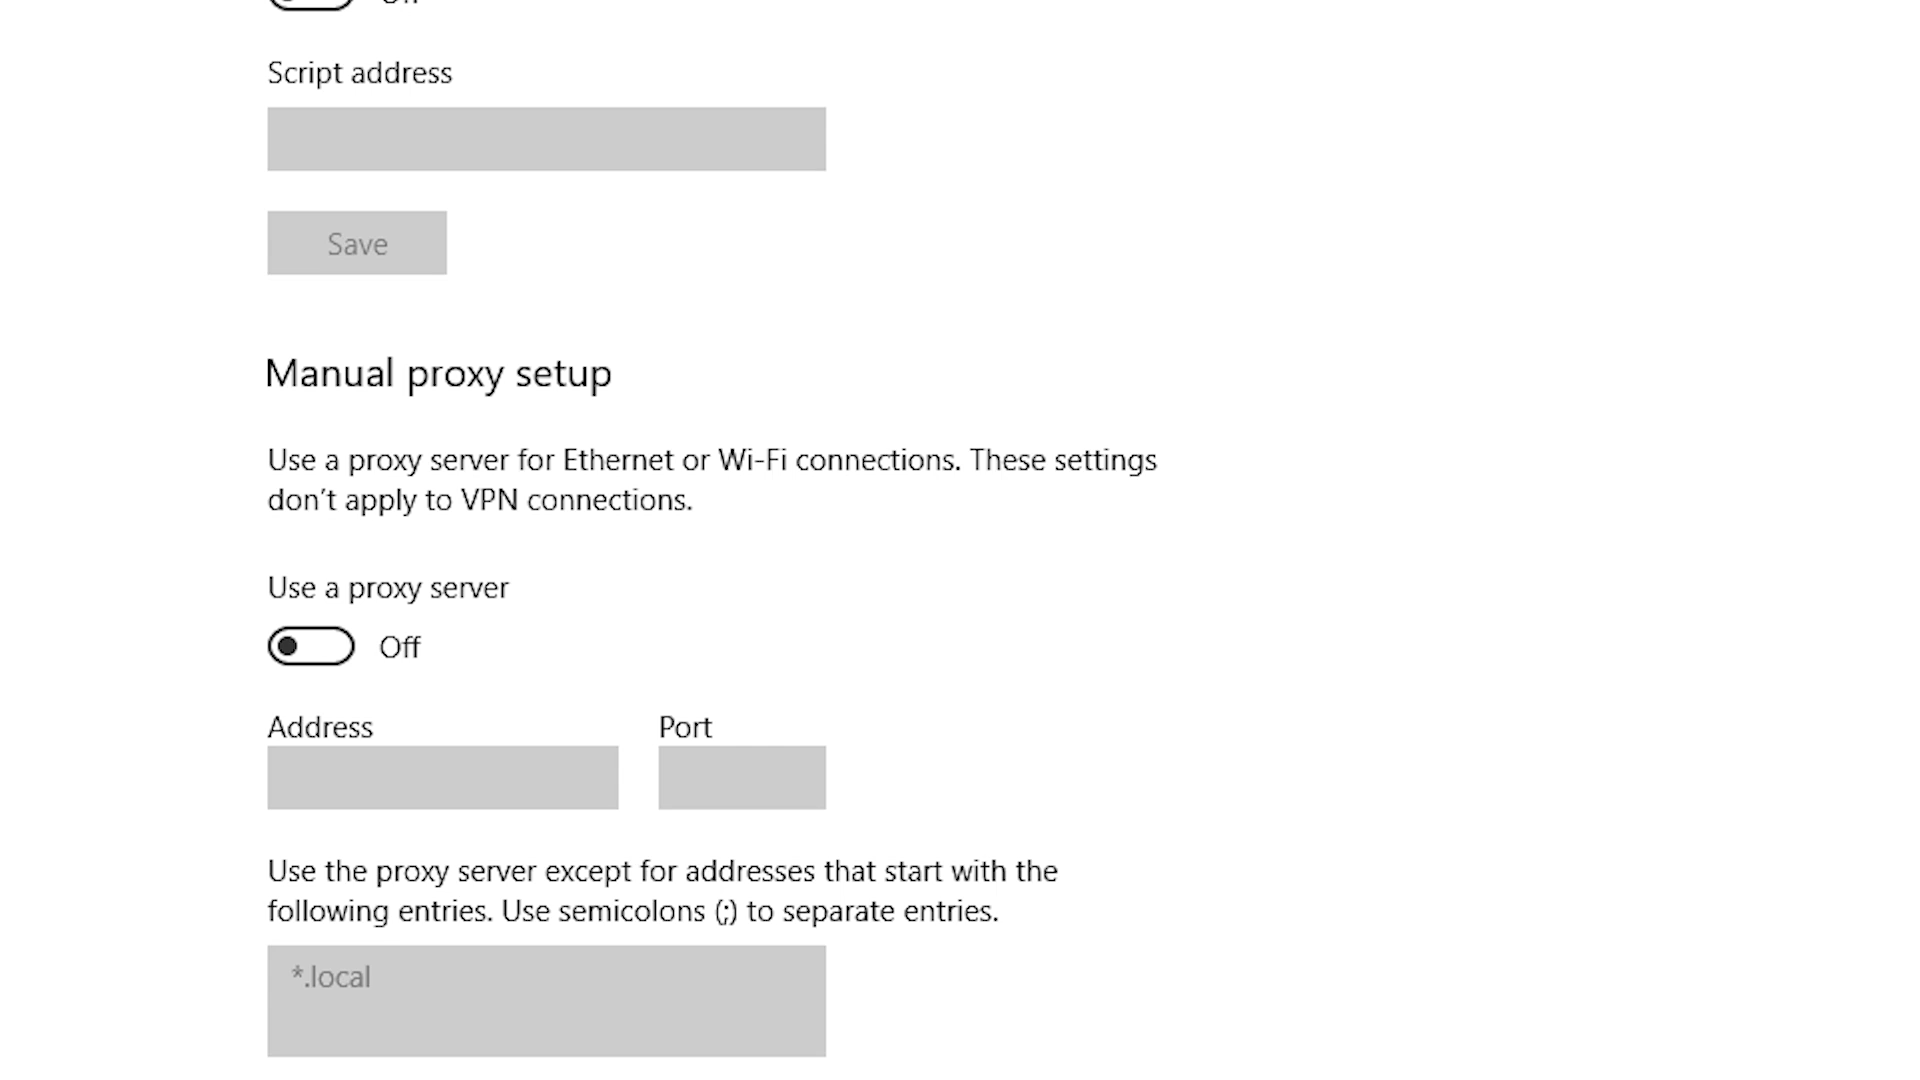 Off
Script address
Save
Manual proxy setup
Use a proxy server for Ethernet or Wi-Fi connections. These settings
don't apply to VPN connections.
Use a proxy server
Off
Address Port
Use the proxy server except for addresses that start with the
following entries. Use semicolons (;) to separate entries.
*.local